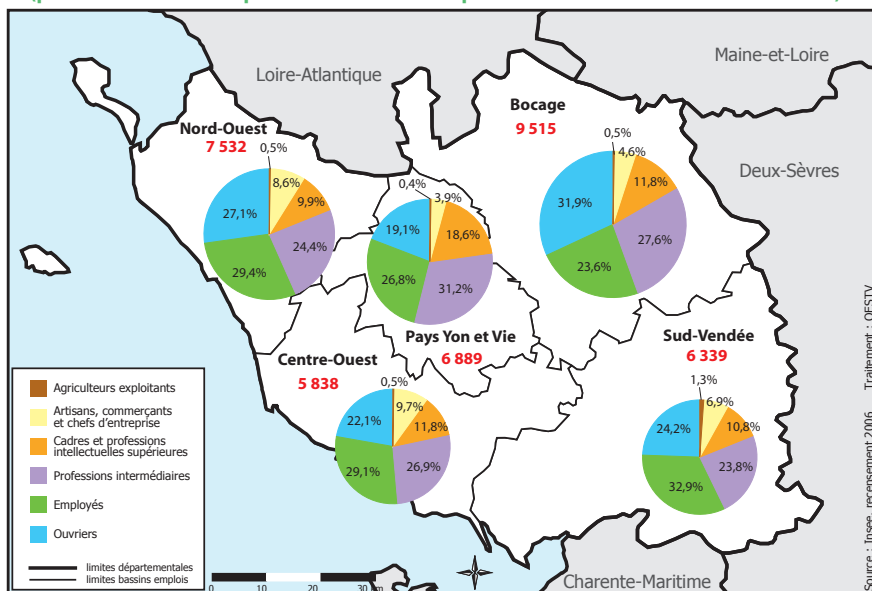 Loire-Atlantique
Maine-et-Loire
Deux-Sèvres
Charente-Maritime
Nord-Ouest
7 532
0,5%
8,6%
9,9%
24,4%
29,4%
27,1%
Bocage
9 515
0,5%
4,6%
11,8%
27,6%
23,6%
31,9%
0,4%
3,9%
18,6%
31,2%
26,8%
19,1%
Pays Yon et Vie
6 889
Centre-Ouest
5 838
0,5%
9,7%
11,8%
26,9%
29,1%
22,1%
Sud-Vendée
6 339
1,3%
6,9%
10,8%
23,8%
32,9%
24,2%
Agriculteurs exploitants
Artisans, commerçants
et chefs d'entreprise
Cadres et professions
intellectuelles supérieures
Professions intermédiaires
Employés
Ouvriers
limites départementales
limites bassins emplois
0 10 20 30 km
Source : Insee, recensement 2006 Traitement : OESTV